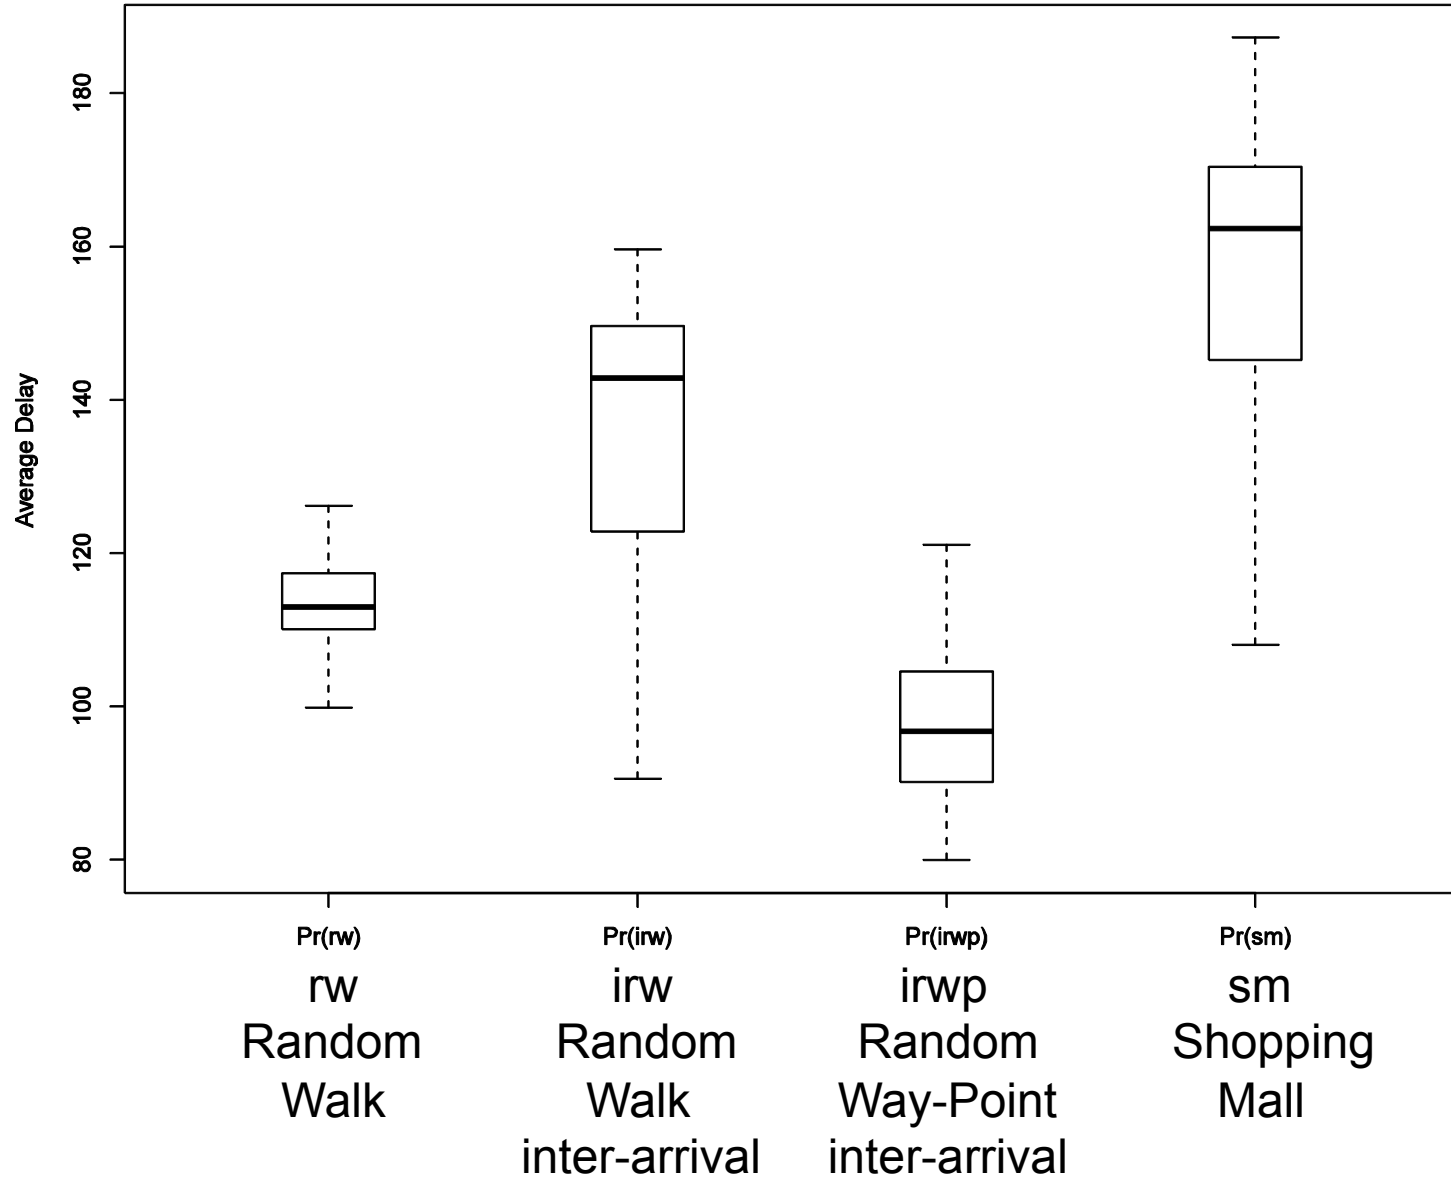 180
160
140
120
100
80
Average Delay
Pr(rw) Pr(irw) Pr(irwp) Pr(sm)
rw irw irwp sm
Random Random Random Shopping
Walk Walk Way-Point Mall
inter-arrival inter-arrival